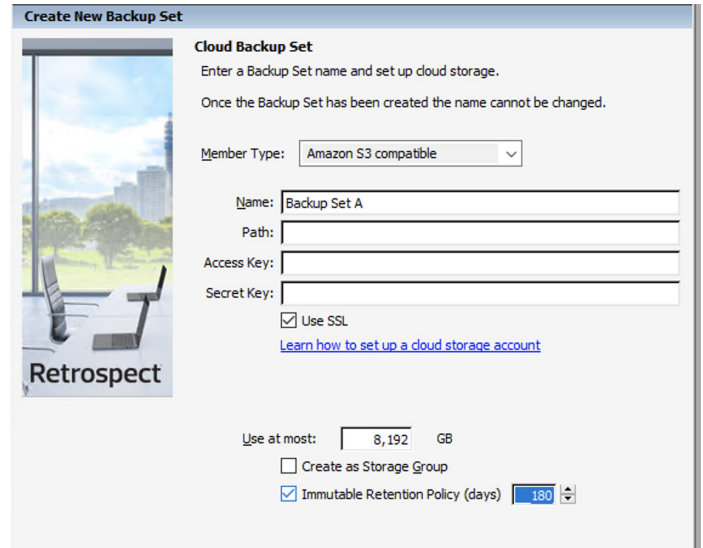 Create New Backup Set
Cloud Backup Set
Enter a Backup Set name and set up cloud storage.
Once the Backup Set has been created the name cannot be changed.
Member Type: Amazon S3 compatible
Name: Backup Set A
Path:
Access Key:
Secret Key:
Use SSL
Learn how to set up a cloud storage account
Retrospect
Use at most: 8,192 GB
Create as Storage Group
Immutable Retention Policy (days) 180